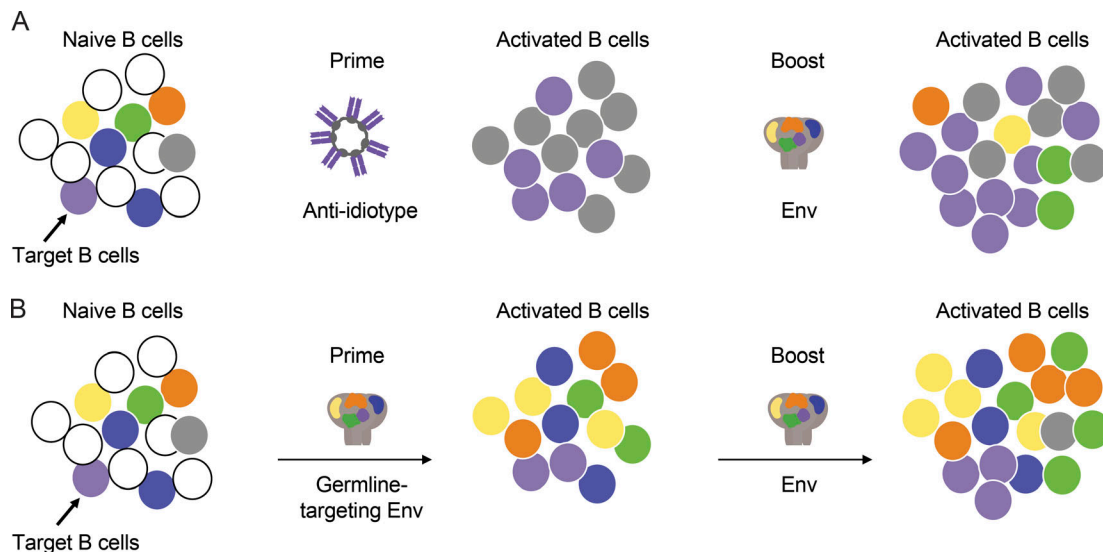 A
Naive B cells
Prime
Activated B cells
Boost
Activated B cells
Anti-idiotype
Env
Target B cells
B
Naive B cells
Prime
Activated B cells
Boost
Activated B cells
Germline-
targeting Env
Env
Target B cells